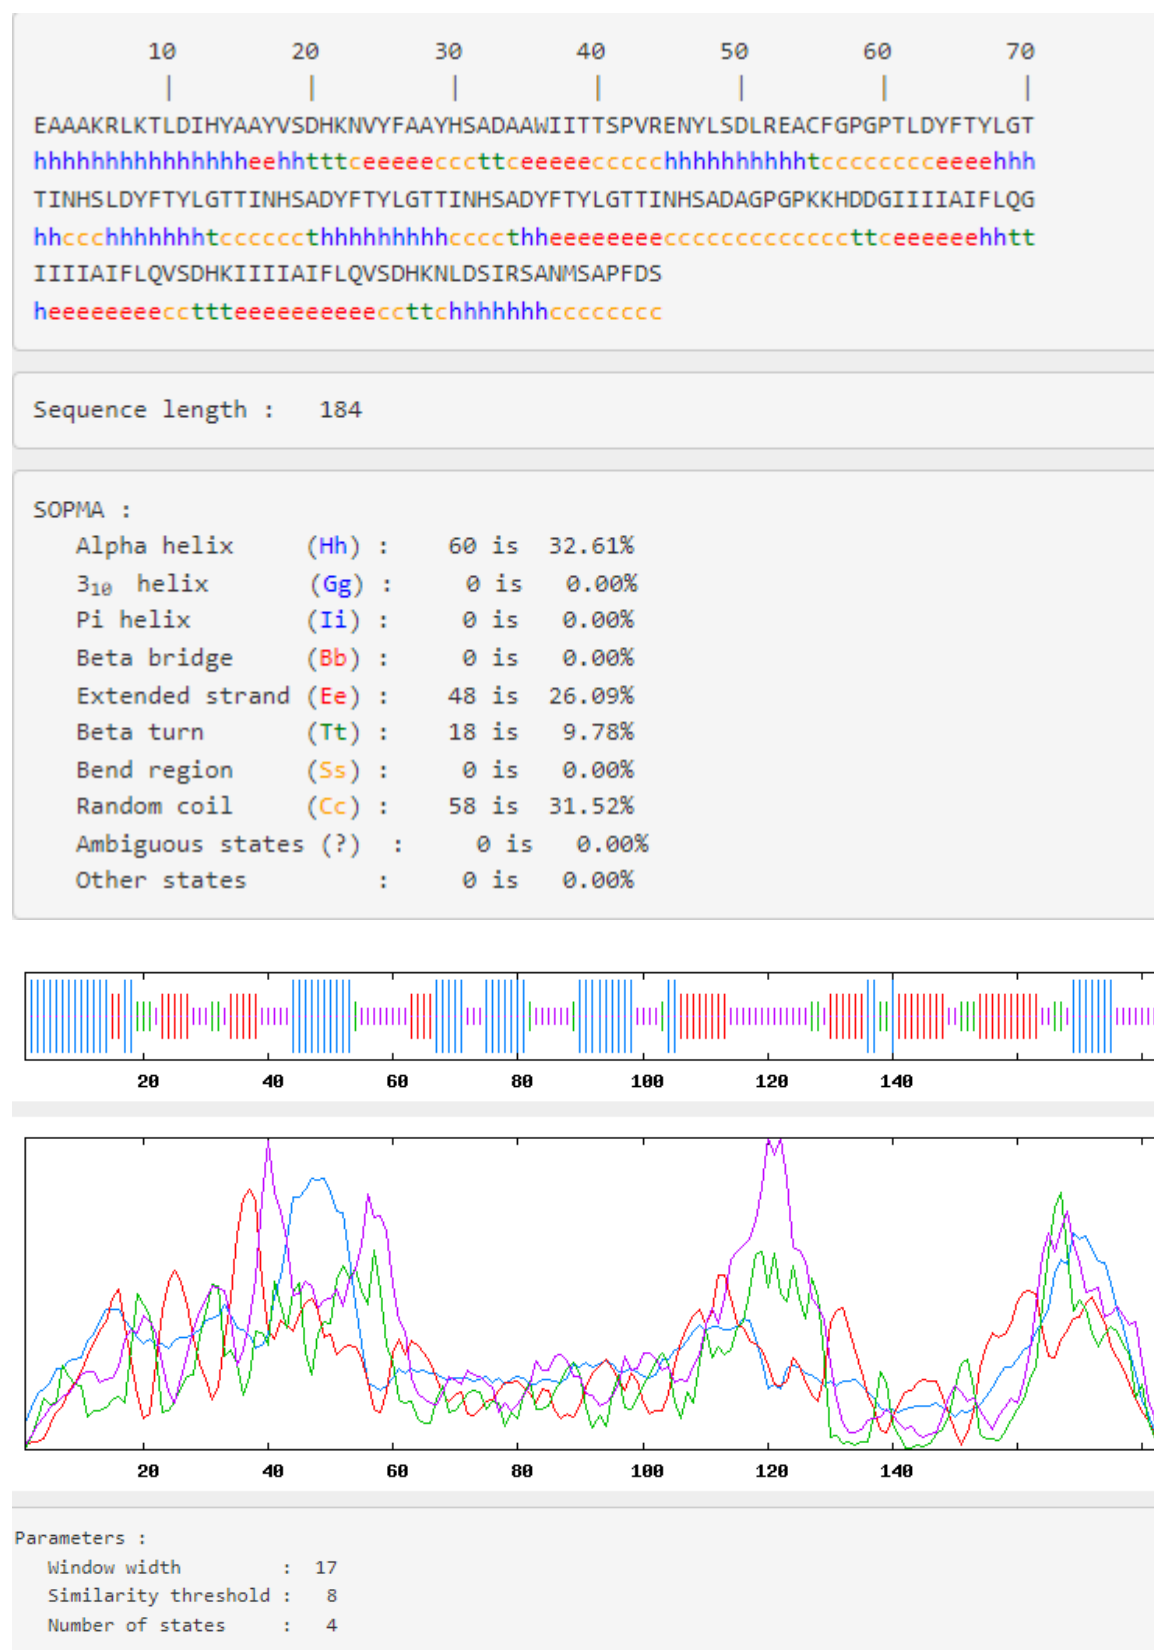 10 20 30 40 50 60 70
| | | | | | |
EAAAKRLKTLDIHYAAYVSDHKNVYFAAYHSADAAWIITTSPVRENYLSDLREACFGPGPTLDYFTYLGT
hhhhhhhhhhhhhhheehhtttceeeeecccttceeeeeccccchhhhhhhhhhtcccccccceeeehhh
TINHSLDYFTYLGTTINHSADYFTYLGTTINHSADYFTYLGTTINHSADAGPGPKKHDDGIIIIAIFLQG
hhccchhhhhhhtccccccthhhhhhhhhccccthheeeeeeeecccccccccccccttceeeeeehhtt
IIIIAIFLQVSDHKIIIIAIFLQVSDHKNLDSIRSANMSAPFDS
heeeeeeeeccttteeeeeeeeeeccttchhhhhhhcccccccc
Sequence length : 184
SOPMA :
Alpha helix (Hh) : 60 is 32.61%
3₁₀ helix (Gg) : 0 is 0.00%
Pi helix (Ii) : 0 is 0.00%
Beta bridge (Bb) : 0 is 0.00%
Extended strand (Ee) : 48 is 26.09%
Beta turn (Tt) : 18 is 9.78%
Bend region (Ss) : 0 is 0.00%
Random coil (Cc) : 58 is 31.52%
Ambiguous states (?) : 0 is 0.00%
Other states : 0 is 0.00%
20 40 60 80 100 120 140
20 40 60 80 100 120 140
Parameters :
Window width : 17
Similarity threshold : 8
Number of states : 4